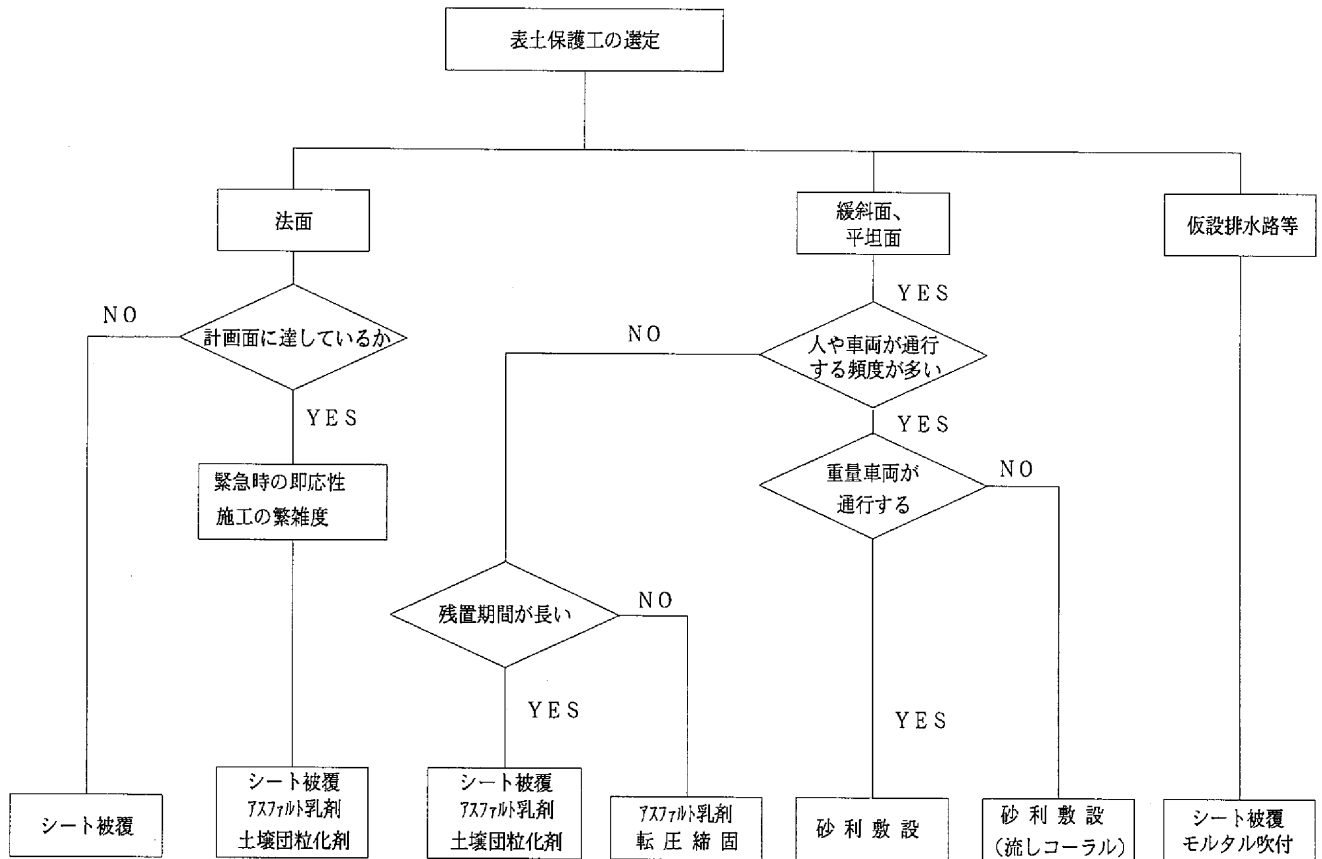 表土保護工の選定
法面
緩斜面、
平坦面
仮設排水路等
YES
NO
計画面に達しているか
NO
人や車両が通行
する頻度が多い
YES
YES
緊急時の即応性
施工の繁雑度
重量車両が
通行する
NO
残置期間が長い
NO
YES
YES
シート被覆
シート被覆
アスファルト乳剤
土壌団粒化剤
シート被覆
アスファルト乳剤
土壌団粒化剤
アスファルト乳剤
転圧締固
砂利敷設
砂利敷設
(流しコーラル)
シート被覆
モルタル吹付